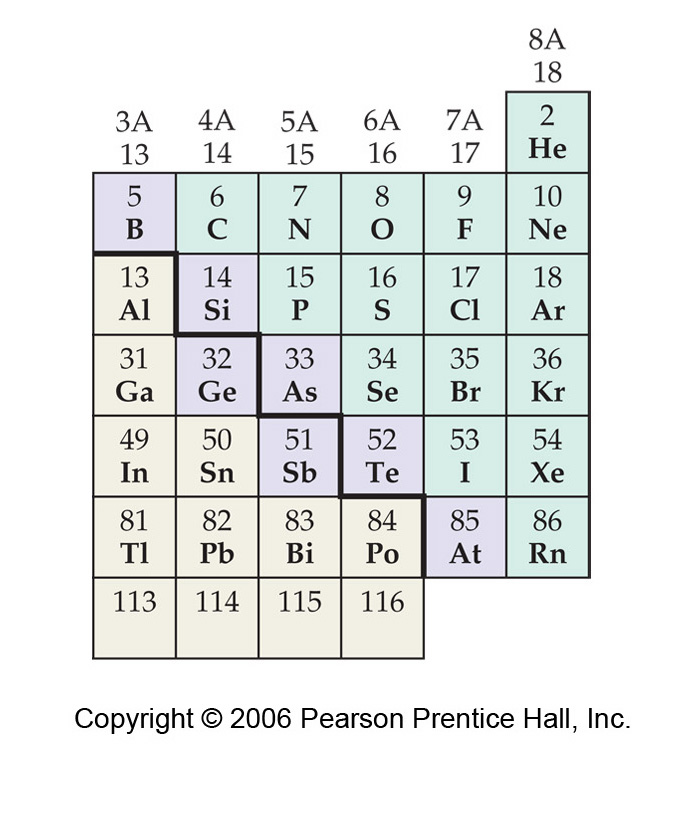 8A
18
3A 4A 5A 6A 7A
13 14 15 16 17
2
He
5 6 7 8 9 10
B C N O F Ne
13 14 15 16 17 18
Al Si P S Cl Ar
31 32 33 34 35 36
Ga Ge As Se Br Kr
49 50 51 52 53 54
In Sn Sb Te I Xe
81 82 83 84 85 86
Tl Pb Bi Po At Rn
113 114 115 116
Copyright © 2006 Pearson Prentice Hall, Inc.